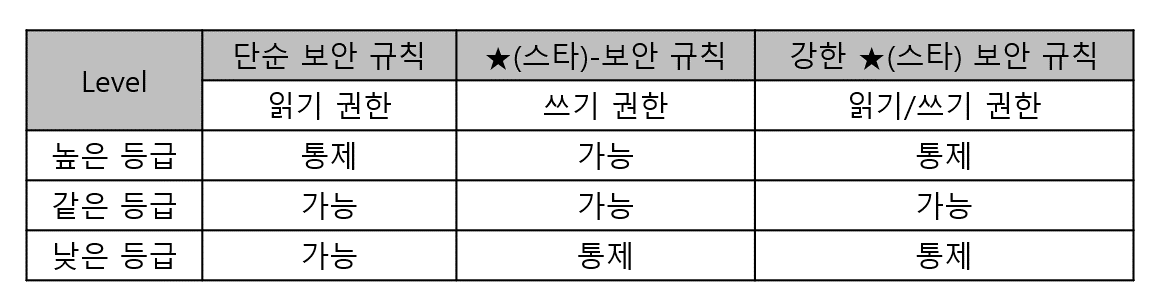 Level 단순 보안 규칙 ★(스타)-보안 규칙 강한 ★(스타) 보안 규칙
읽기 권한 쓰기 권한 읽기/쓰기 권한
높은 등급 통제 가능 통제
같은 등급 가능 가능 가능
낮은 등급 가능 통제 통제